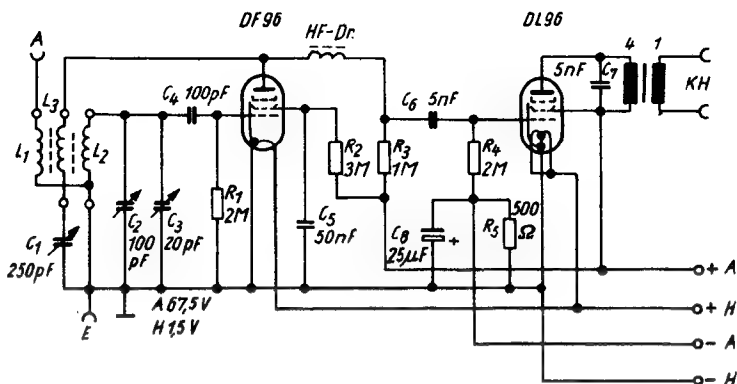 DF96
DL96
A
HF-Dr.
4
1
L3
C4 100pF
C6 5nF
5nF
C7
KH
L1
L2
R1
2M
R2
3M
R3
1M
R4
2M
C1
250pF
C2
100
pF
C3
20pF
C5
50nF
C8
25µF
+
R5
500
Ω
E
A 67,5 V
H 1,5 V
+ A
+ H
− A
− H